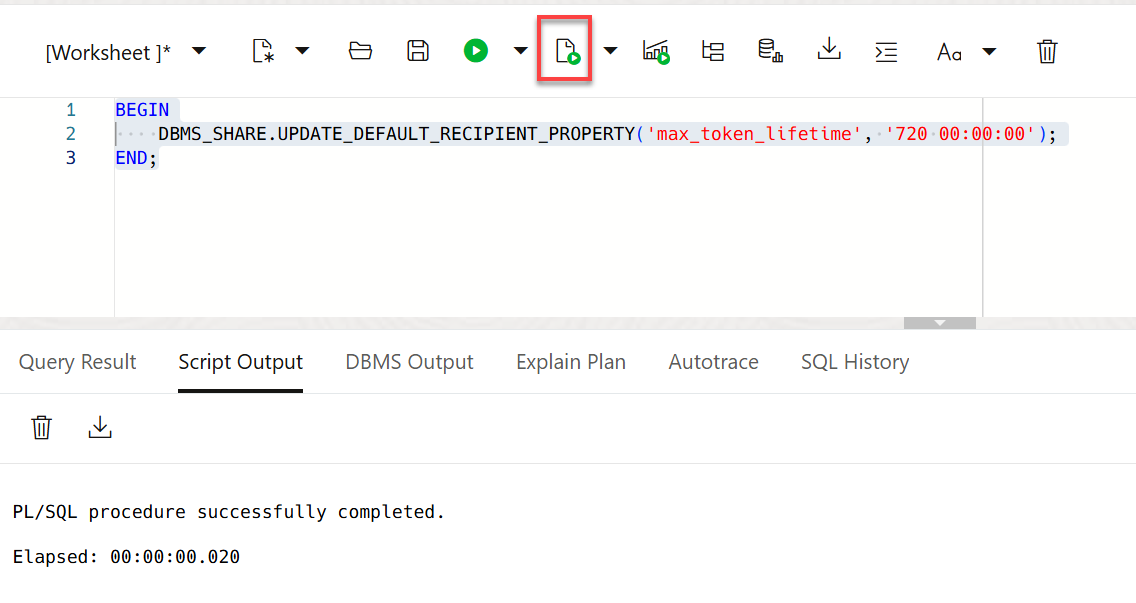 [Worksheet ]*
Aa
1 BEGIN
2 ····DBMS_SHARE.UPDATE_DEFAULT_RECIPIENT_PROPERTY('max_token_lifetime',·'720·00:00:00');
3 END;
Query Result Script Output DBMS Output Explain Plan Autotrace SQL History
PL/SQL procedure successfully completed.
Elapsed: 00:00:00.020